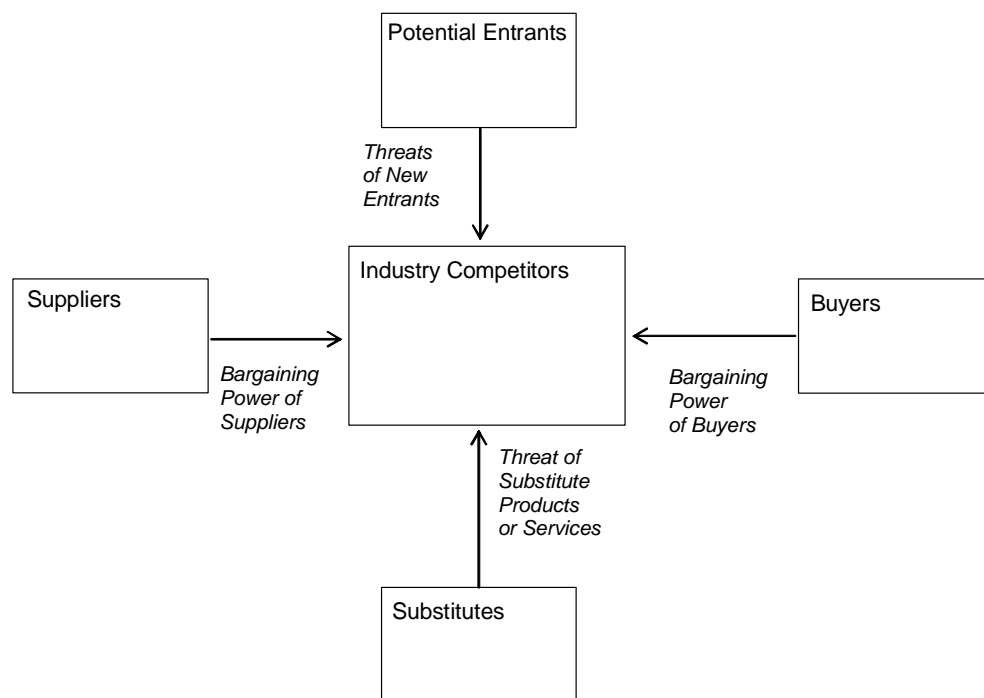 Potential Entrants
Threats
of New
Entrants
Industry Competitors
Suppliers
Buyers
Bargaining
Power of
Suppliers
Bargaining
Power
of Buyers
Threat of
Substitute
Products
or Services
Substitutes